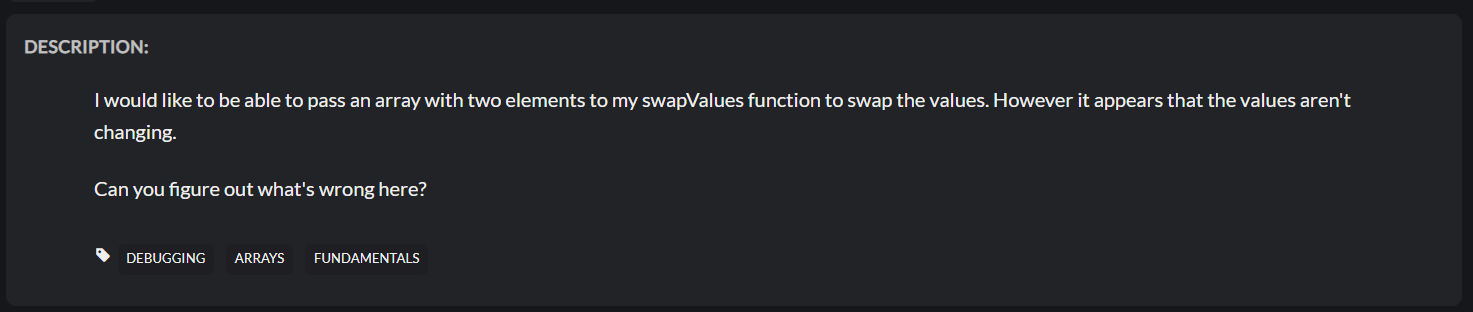 DESCRIPTION:
I would like to be able to pass an array with two elements to my swapValues function to swap the values. However it appears that the values aren't
changing.
Can you figure out what's wrong here?
DEBUGGING ARRAYS FUNDAMENTALS